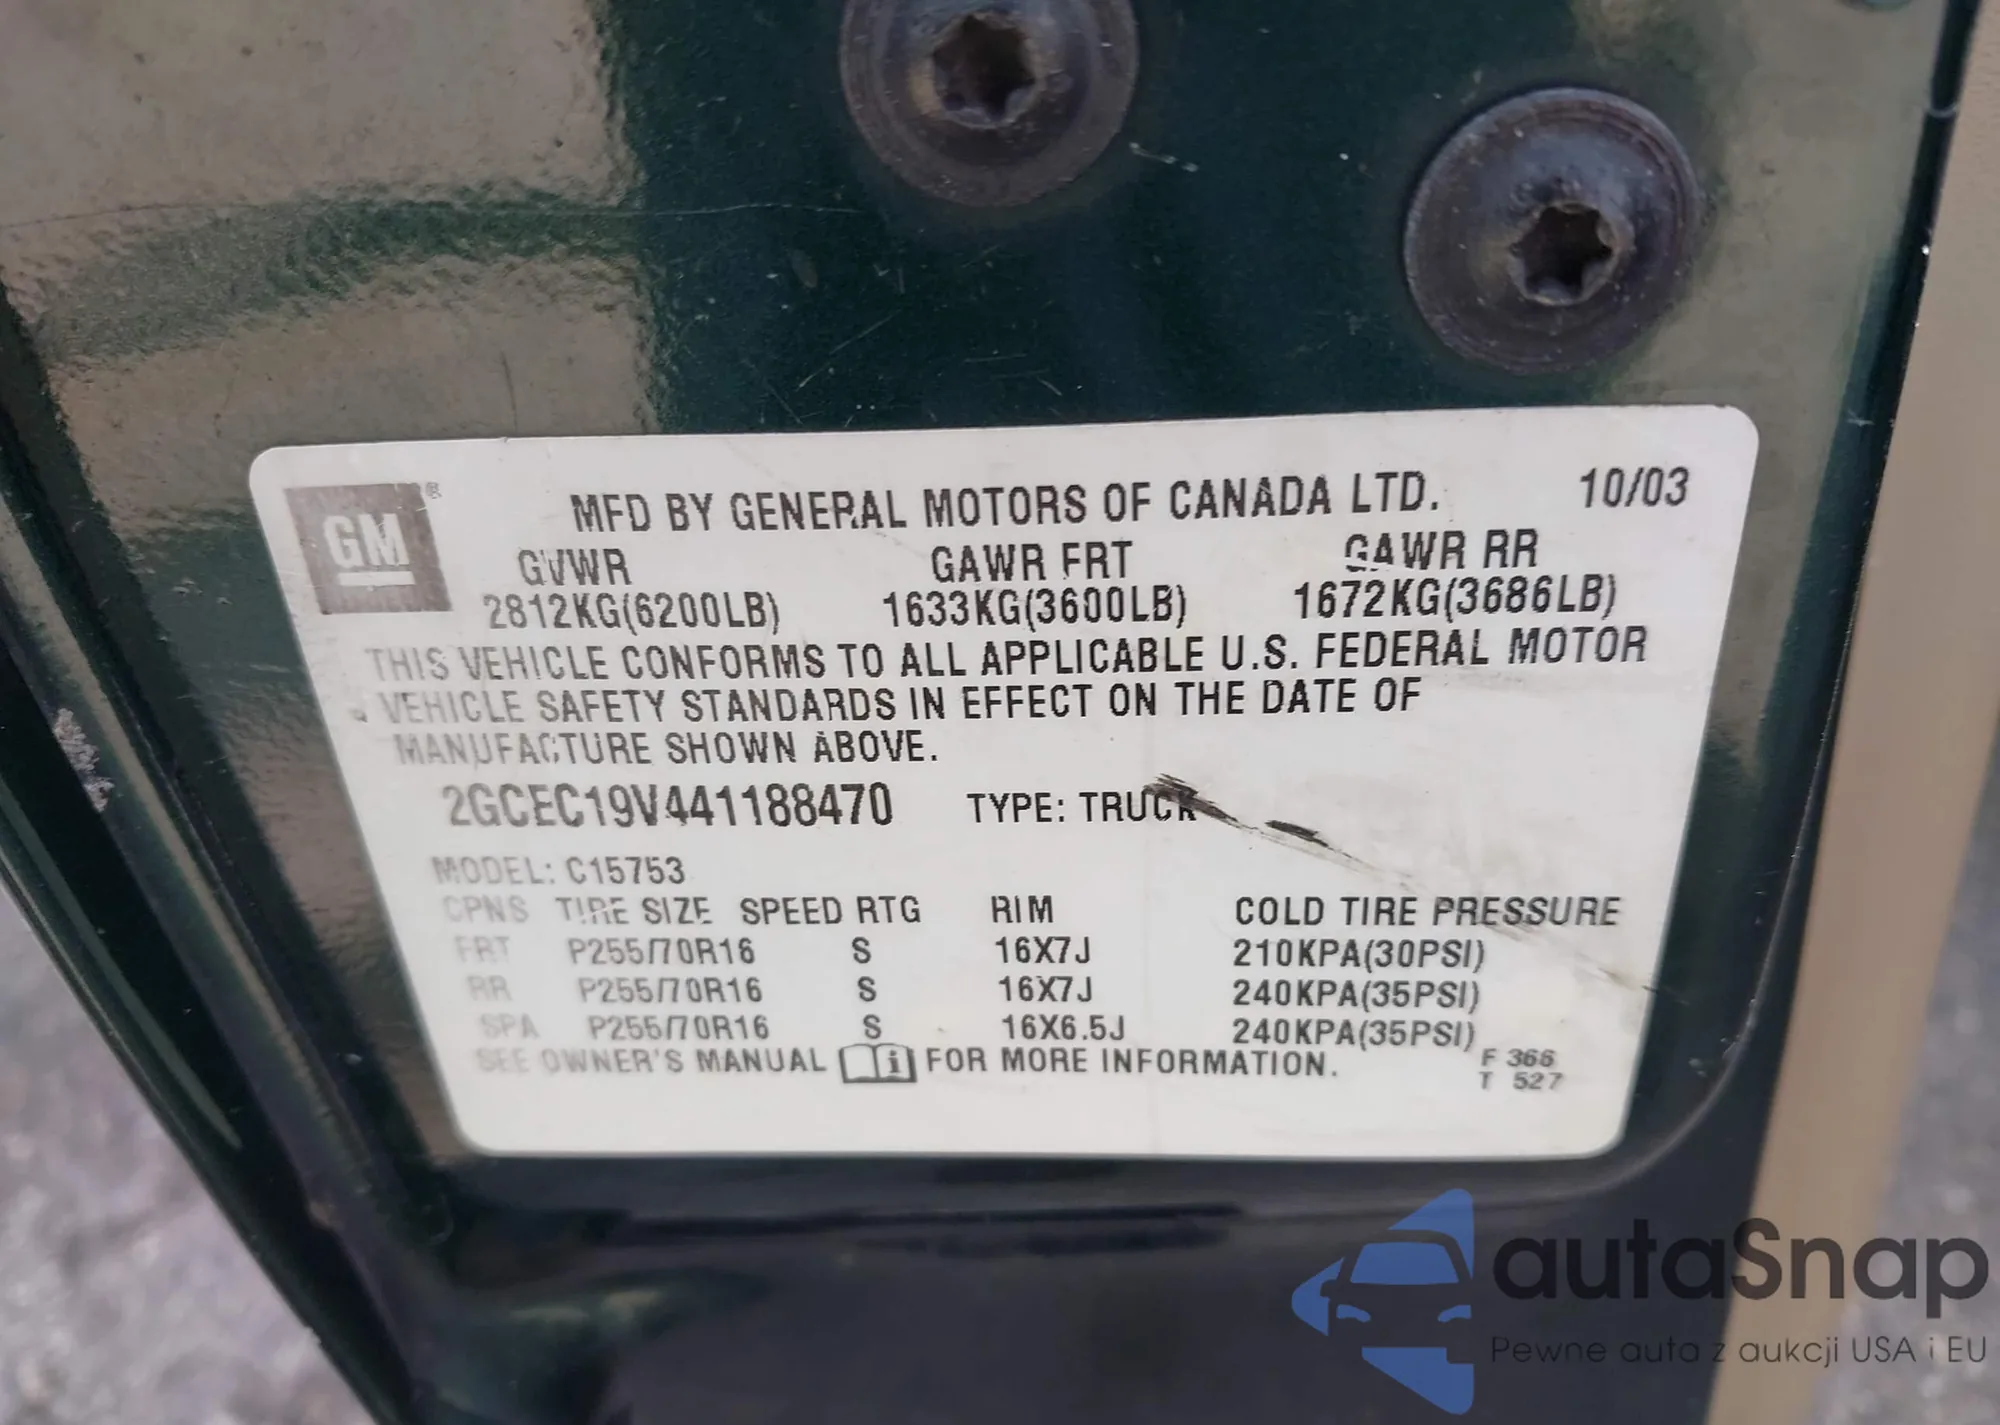 GM®
MFD BY GENERAL MOTORS OF CANADA LTD. 10/03
GVWR GAWR FRT GAWR RR
2812KG(6200LB) 1633KG(3600LB) 1672KG(3686LB)
THIS VEHICLE CONFORMS TO ALL APPLICABLE U.S. FEDERAL MOTOR
VEHICLE SAFETY STANDARDS IN EFFECT ON THE DATE OF
MANUFACTURE SHOWN ABOVE.
2GCEC19V441188470 TYPE: TRUCK
MODEL: C15753
CPNS TIRE SIZE SPEED RTG RIM COLD TIRE PRESSURE
FRT P255/70R16 S 16X7J 210KPA(30PSI)
RR P255/70R16 S 16X7J 240KPA(35PSI)
SPA P255/70R16 S 16X6.5J 240KPA(35PSI)
SEE OWNER'S MANUAL i FOR MORE INFORMATION.
F 366
T 527
autaSnap
Pewne auta z aukcji USA i EU